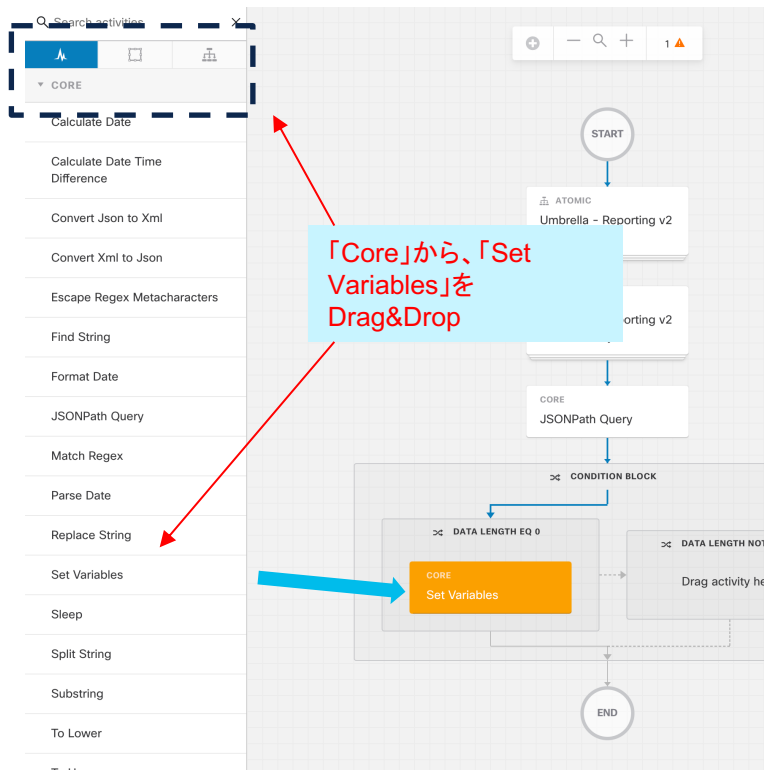 Search activities
CORE
Calculate Date
Calculate Date Time
Difference
Convert Json to Xml
Convert Xml to Json
Escape Regex Metacharacters
Find String
Format Date
JSONPath Query
Match Regex
Parse Date
Replace String
Set Variables
Sleep
Split String
Substring
To Lower
1
START
ATOMIC
Umbrella - Reporting v2
「Core」から、「Set
Variables」を
Drag&Drop
orting v2
CORE
JSONPath Query
CONDITION BLOCK
DATA LENGTH EQ 0
CORE
Set Variables
DATA LENGTH NOT
Drag activity he
END